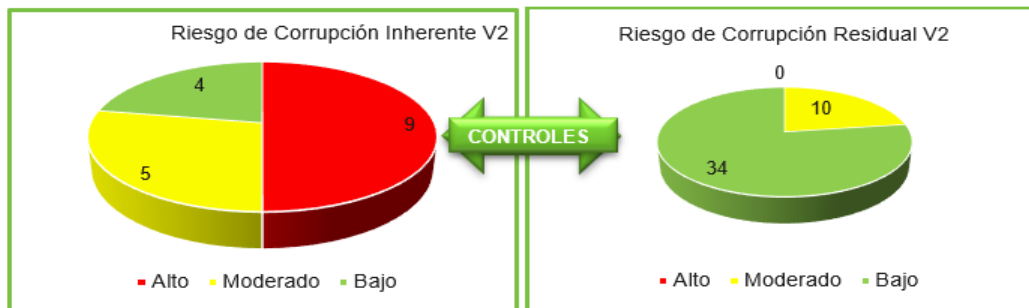 Riesgo de Corrupción Inherente V2
4
9
5
Alto Moderado Bajo
CONTROLES
Riesgo de Corrupción Residual V2
0
10
34
Alto Moderado Bajo